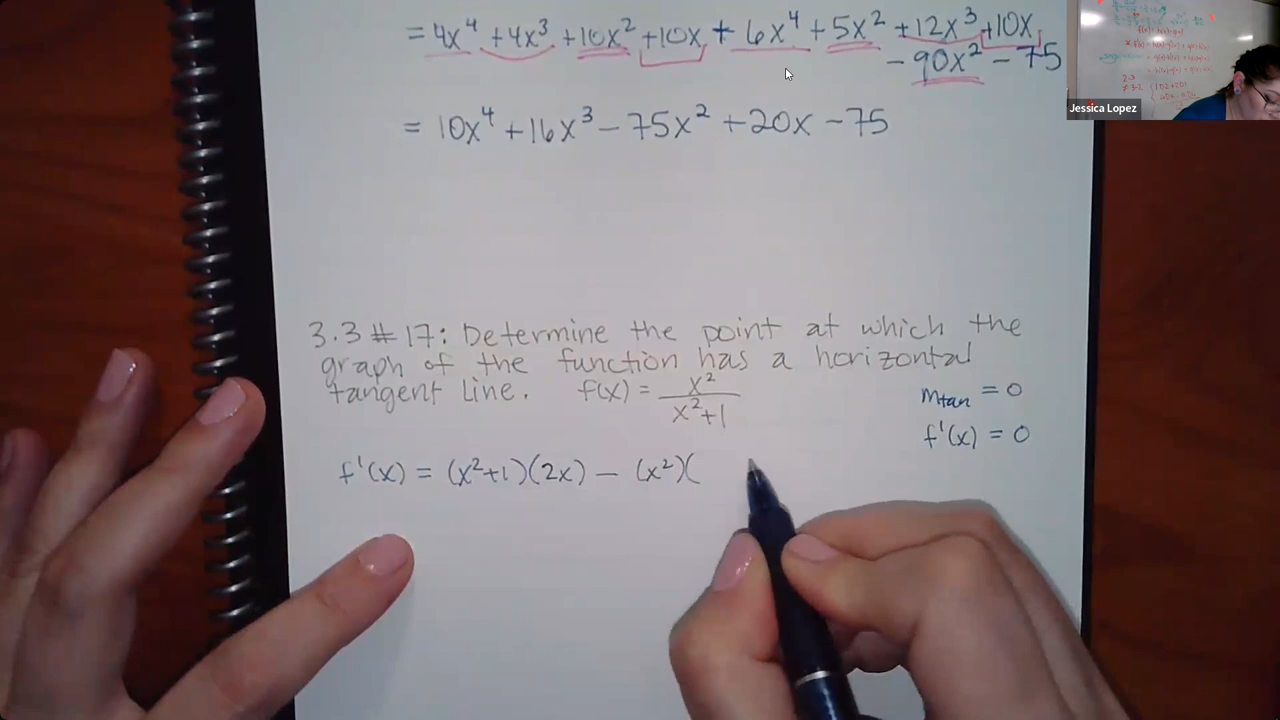 = 4x⁴ + 4x³ + 10x² + 10x + 6x⁴ + 5x² + 12x³ + 10x
- 90x² - 75
= 10x⁴ + 16x³ - 75x² + 20x - 75
Jessica Lopez
3.3 # 17: Determine the point at which the
graph of the function has a horizontal
tangent line. f(x) = x²/(x²+1)
mtan = 0
f'(x) = 0
f'(x) = (x²+1)(2x) - (x²)(